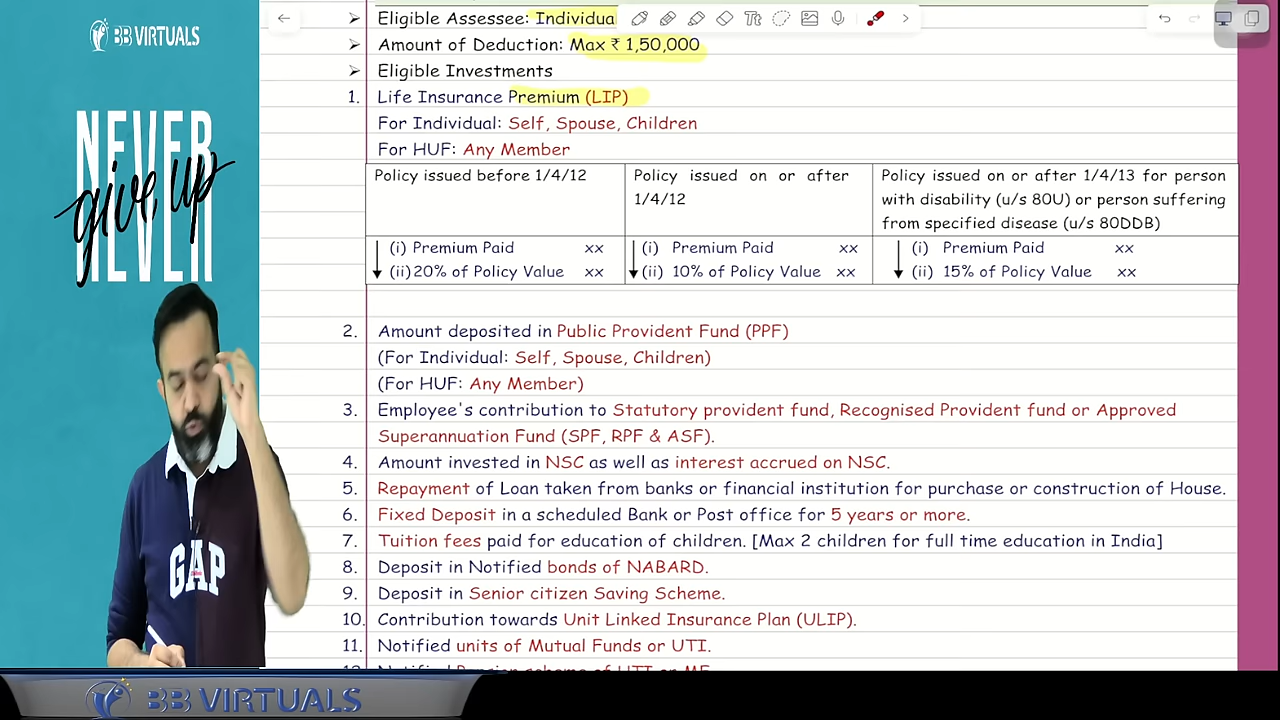 BB VIRTUALS
NEVER
give up
NEVER
GAP
➢ Eligible Assessee: Individua
➢ Amount of Deduction: Max ₹ 1,50,000
➢ Eligible Investments
1. Life Insurance Premium (LIP)
For Individual: Self, Spouse, Children
For HUF: Any Member
Policy issued before 1/4/12
(i) Premium Paid xx
(ii) 20% of Policy Value xx
Policy issued on or after
1/4/12
(i) Premium Paid xx
(ii) 10% of Policy Value xx
Policy issued on or after 1/4/13 for person
with disability (u/s 80U) or person suffering
from specified disease (u/s 80DDB)
(i) Premium Paid xx
(ii) 15% of Policy Value xx
2. Amount deposited in Public Provident Fund (PPF)
(For Individual: Self, Spouse, Children)
(For HUF: Any Member)
3. Employee's contribution to Statutory provident fund, Recognised Provident fund or Approved
Superannuation Fund (SPF, RPF & ASF).
4. Amount invested in NSC as well as interest accrued on NSC.
5. Repayment of Loan taken from banks or financial institution for purchase or construction of House.
6. Fixed Deposit in a scheduled Bank or Post office for 5 years or more.
7. Tuition fees paid for education of children. [Max 2 children for full time education in India]
8. Deposit in Notified bonds of NABARD.
9. Deposit in Senior citizen Saving Scheme.
10. Contribution towards Unit Linked Insurance Plan (ULIP).
11. Notified units of Mutual Funds or UTI.
12. Notified Pension scheme of UTI or MF
BB VIRTUALS